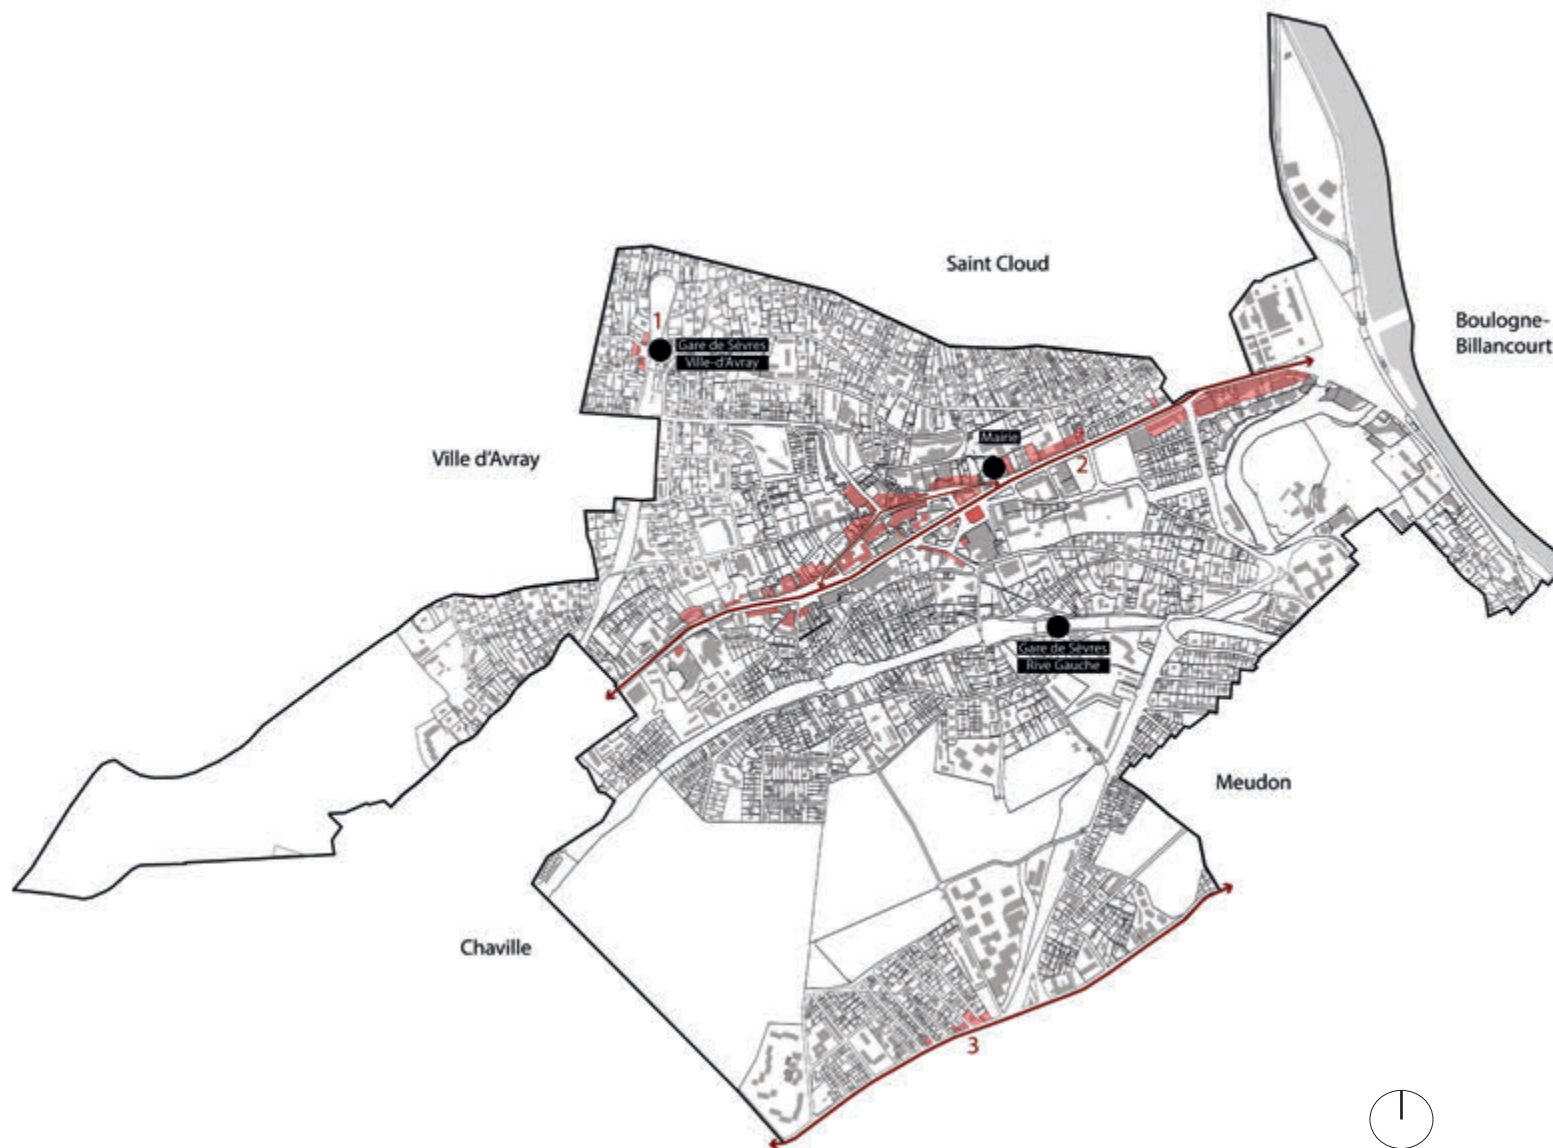 Saint Cloud
Boulogne-
Billancourt
1
Gare de Sèvres
Ville-d'Avray
Ville d'Avray
Mairie
2
Gare de Sèvres
Rive Gauche
Meudon
Chaville
3